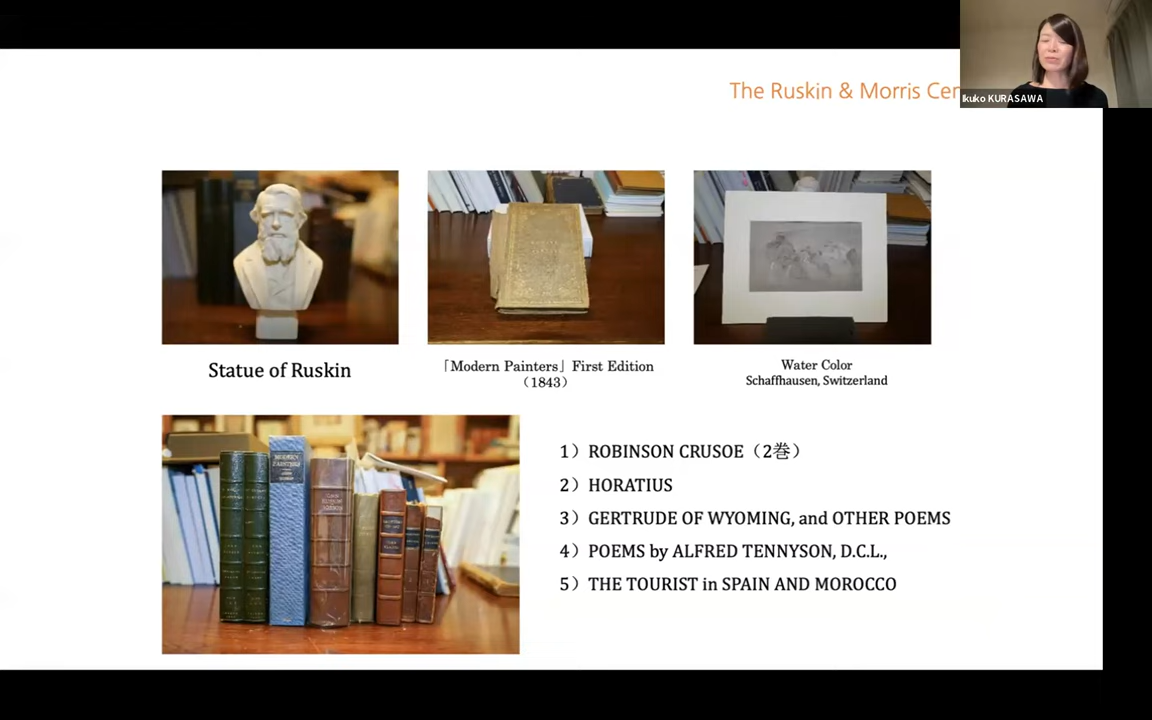 The Ruskin & Morris Cen
Ikuko KURASAWA
Statue of Ruskin
「Modern Painters」First Edition
（1843）
Water Color
Schaffhausen, Switzerland
MODERN
PAINTERS
1）ROBINSON CRUSOE（2巻）
2）HORATIUS
3）GERTRUDE OF WYOMING, and OTHER POEMS
4）POEMS by ALFRED TENNYSON, D.C.L.,
5）THE TOURIST in SPAIN AND MOROCCO